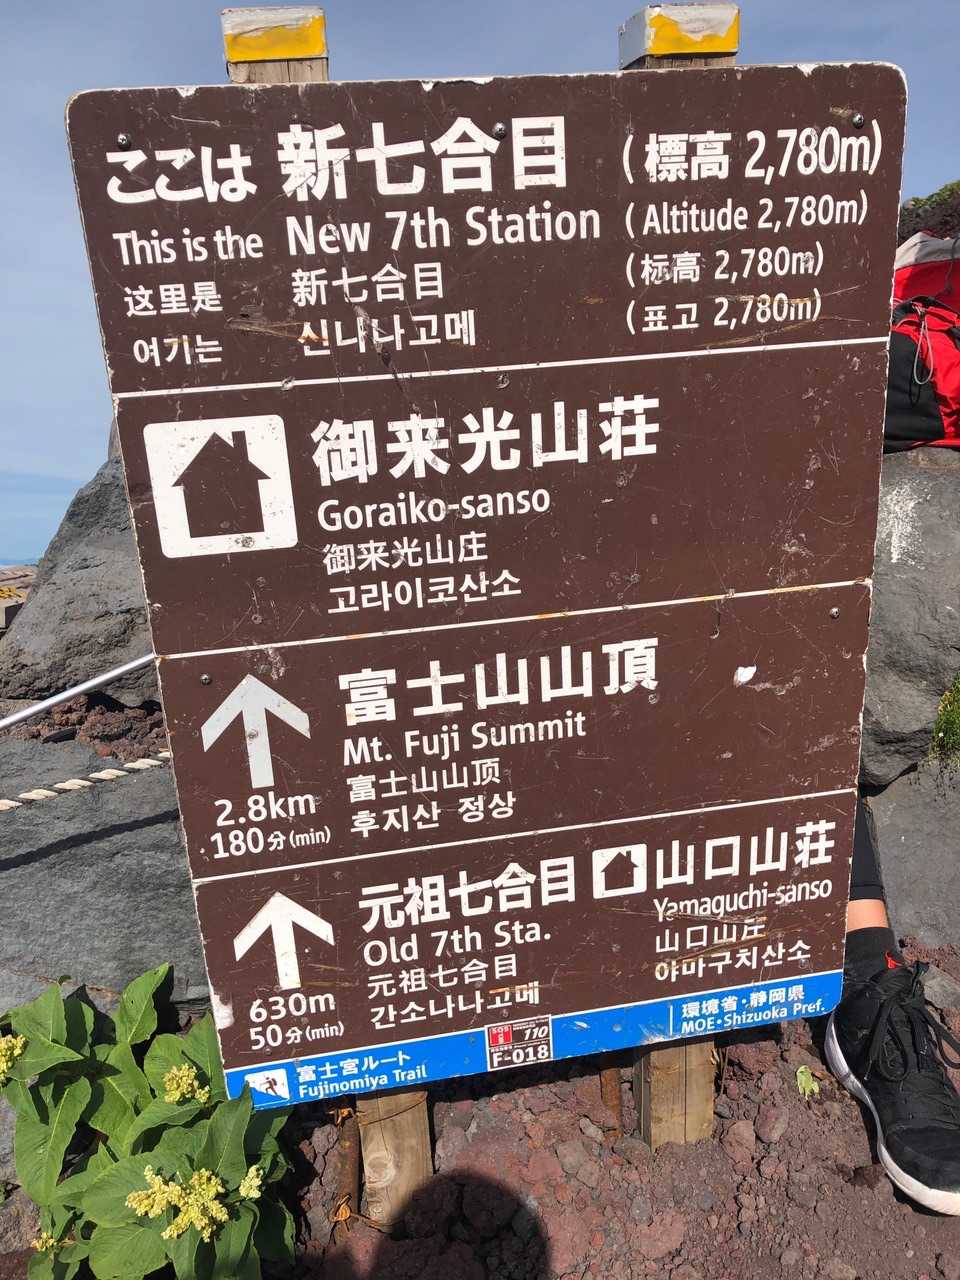 ここは 新七合目 (標高 2,780m)
This is the New 7th Station (Altitude 2,780m)
这里是 新七合目 (标高 2,780m)
여기는 신나나고메 (표고 2,780m)
御来光山荘
Goraiko-sanso
御来光山庄
고라이코산소
富士山山頂
Mt. Fuji Summit
富士山山顶
후지산 정상
2.8km
180分(min)
元祖七合目 山口山荘
Old 7th Sta. Yamaguchi-sanso
元祖七合目 山口山庄
간소나나고메 야마구치산소
630m
50分(min)
富士宮ルート
Fujinomiya Trail
SOS
110
F-018
環境省・静岡県
MOE・Shizuoka Pref.